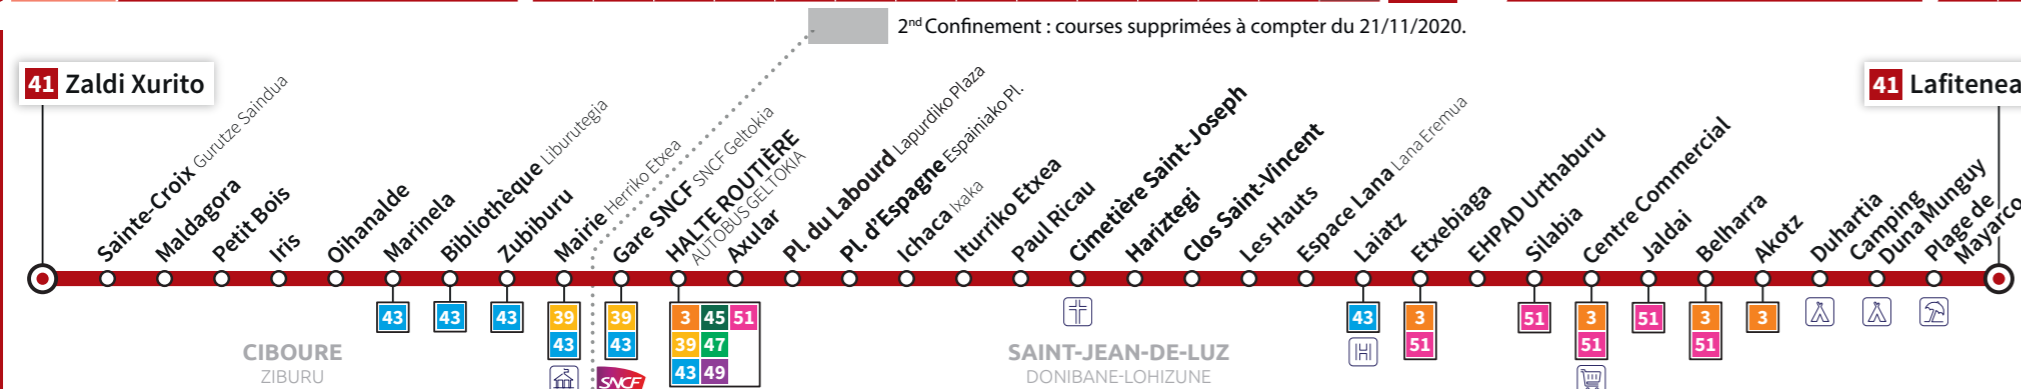 2nd Confinement : courses supprimées à compter du 21/11/2020.
41 Zaldi Xurito
41 Lafitenea
Sainte-Croix Gurutze Saindua
Maldagora
Petit Bois
Iris
Oihanalde
Marinela
Bibliothèque Liburutegia
Zubiburu
Mairie Herriko Etxea
Gare SNCF SNCF Geltokia
HALTE ROUTIÈRE
AUTOBUS GELTOKIA
Axular
Pl. du Labourd Lapurdiko Plaza
Pl. d'Espagne Espainiako Pl.
Ichaca Ixaka
Iturriko Etxea
Paul Ricau
Cimetière Saint-Joseph
Hariztegi
Clos Saint-Vincent
Les Hauts
Espace Lana Lana Eremua
Laiatz
Etxebiaga
EHPAD Urthaburu
Silabia
Centre Commercial
Jaldai
Belharra
Akotz
Duhartia
Camping
Duna Munguy
Plage de
Mayarco
43
43
43
39
43
39
43
3 45 51
39 47
43 49
43
3
51
51
3
51
51
3
51
3
H
SNCF
CIBOURE
ZIBURU
SAINT-JEAN-DE-LUZ
DONIBANE-LOHIZUNE